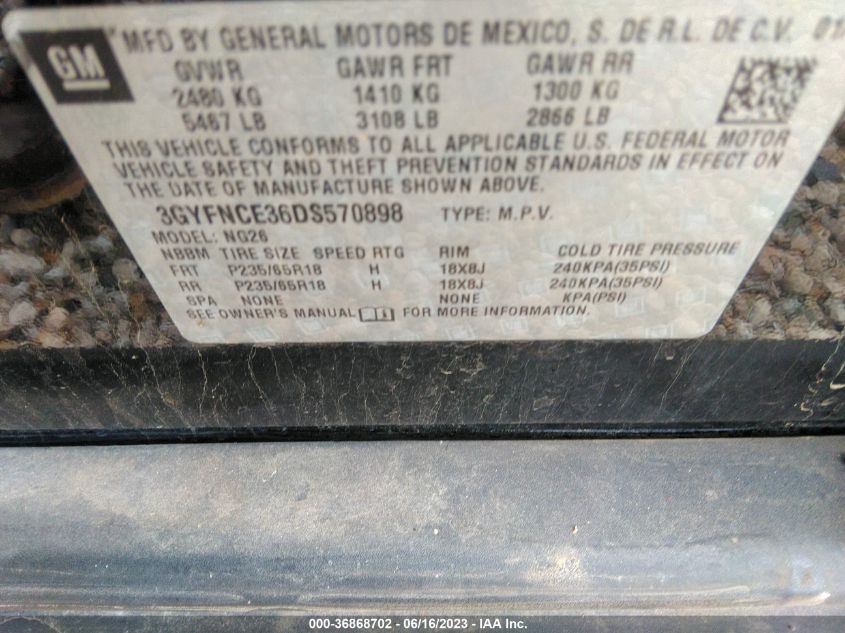 GM
MFD BY GENERAL MOTORS DE MEXICO, S. DE R.L. DE C.V. 01/
GVWR GAWR FRT GAWR RR
2480 KG 1410 KG 1300 KG
5467 LB 3108 LB 2866 LB
THIS VEHICLE CONFORMS TO ALL APPLICABLE U.S. FEDERAL MOTOR
VEHICLE SAFETY AND THEFT PREVENTION STANDARDS IN EFFECT ON
THE DATE OF MANUFACTURE SHOWN ABOVE.
3GYFNCE36DS570898 TYPE: M.P.V.
MODEL: NG26
NBBM TIRE SIZE SPEED RTG RIM COLD TIRE PRESSURE
FRT P235/65R18 H 18X8J 240KPA(35PSI)
RR P235/65R18 H 18X8J 240KPA(35PSI)
SPA NONE NONE KPA(PSI)
SEE OWNER'S MANUAL FOR MORE INFORMATION.
000-36868702 - 06/16/2023 - IAA Inc.